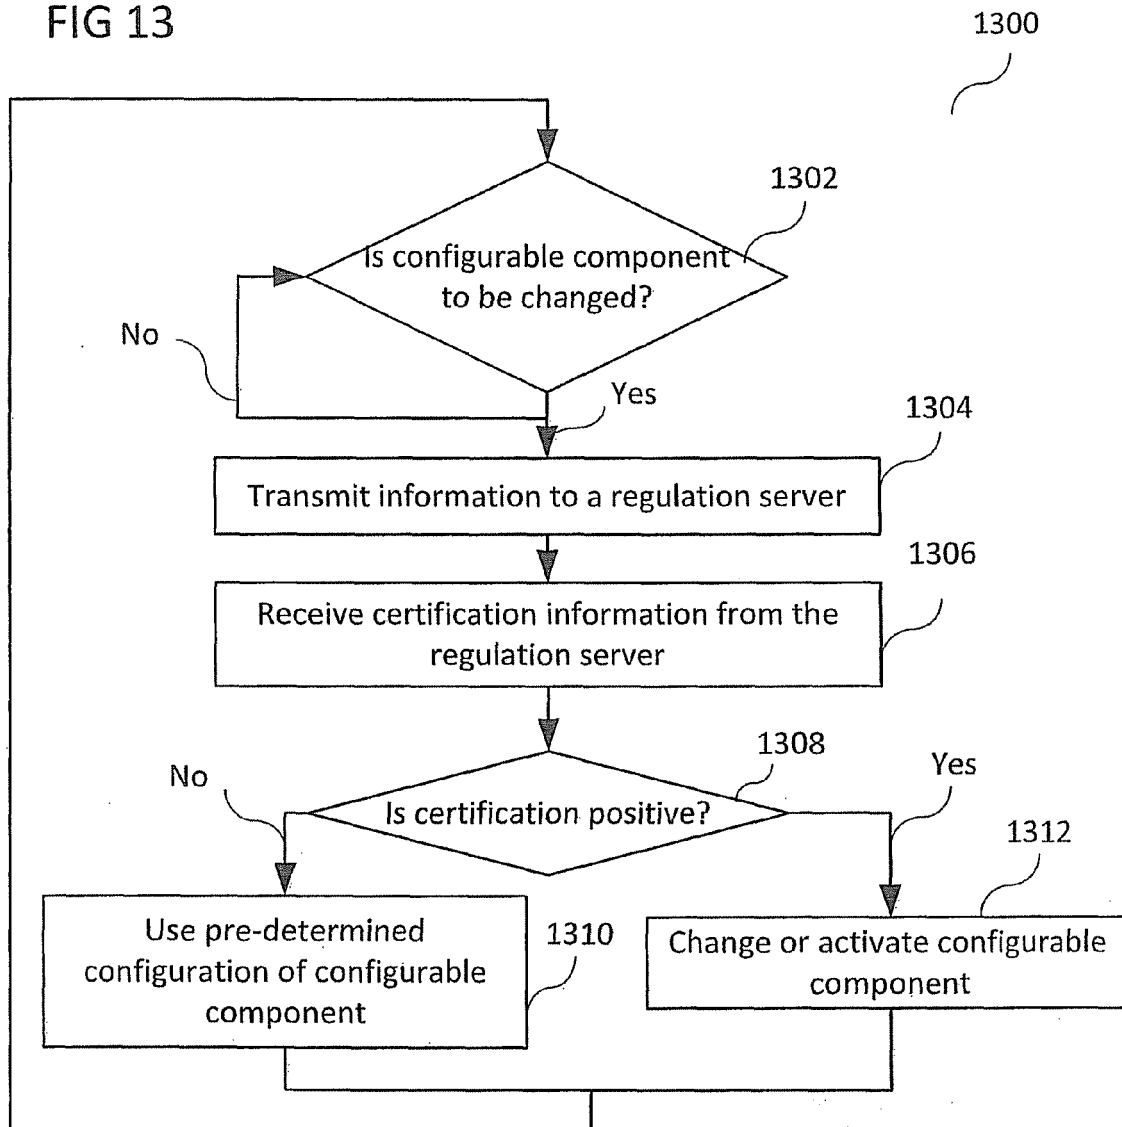 FIG 13
1300
1302
Is configurable component
to be changed?
No
Yes
1304
Transmit information to a regulation server
1306
Receive certification information from the
regulation server
1308
No
Yes
Is certification positive?
1312
Use pre-determined
configuration of configurable
component
1310
Change or activate configurable
component